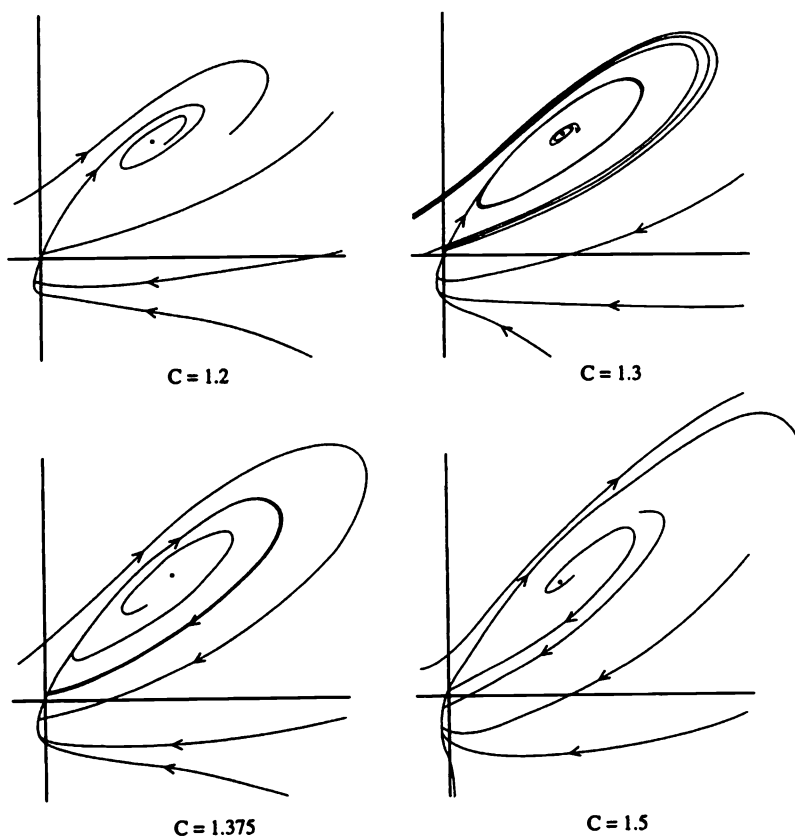 C = 1.2
C = 1.3
C = 1.375
C = 1.5